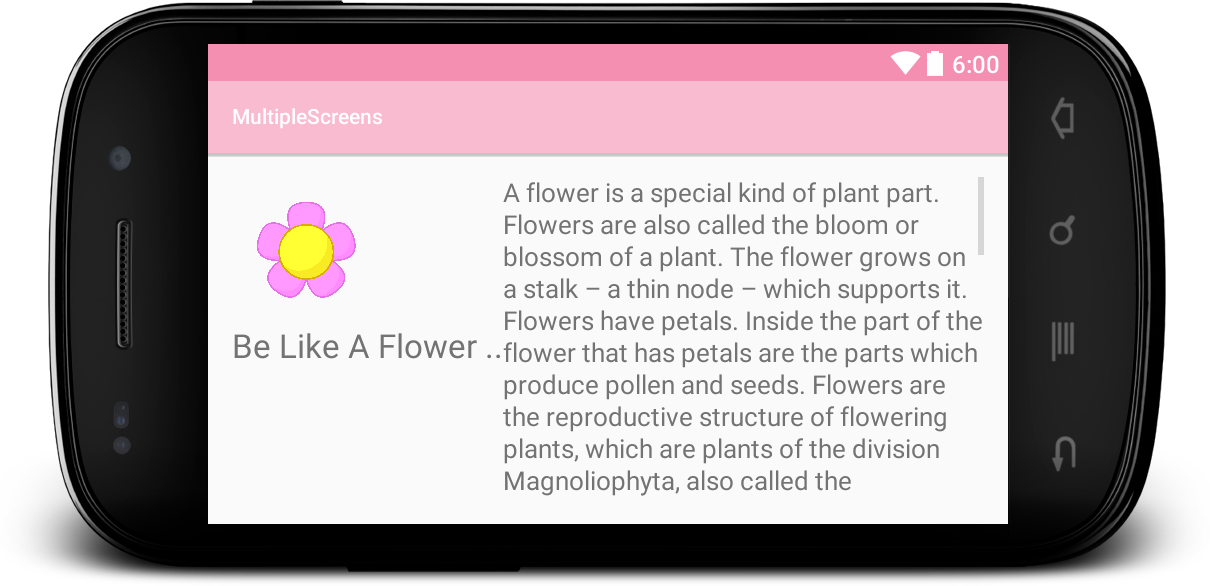 6:00
MultipleScreens
Be Like A Flower ..
A flower is a special kind of plant part.
Flowers are also called the bloom or
blossom of a plant. The flower grows on
a stalk – a thin node – which supports it.
Flowers have petals. Inside the part of the
flower that has petals are the parts which
produce pollen and seeds. Flowers are
the reproductive structure of flowering
plants, which are plants of the division
Magnoliophyta, also called the